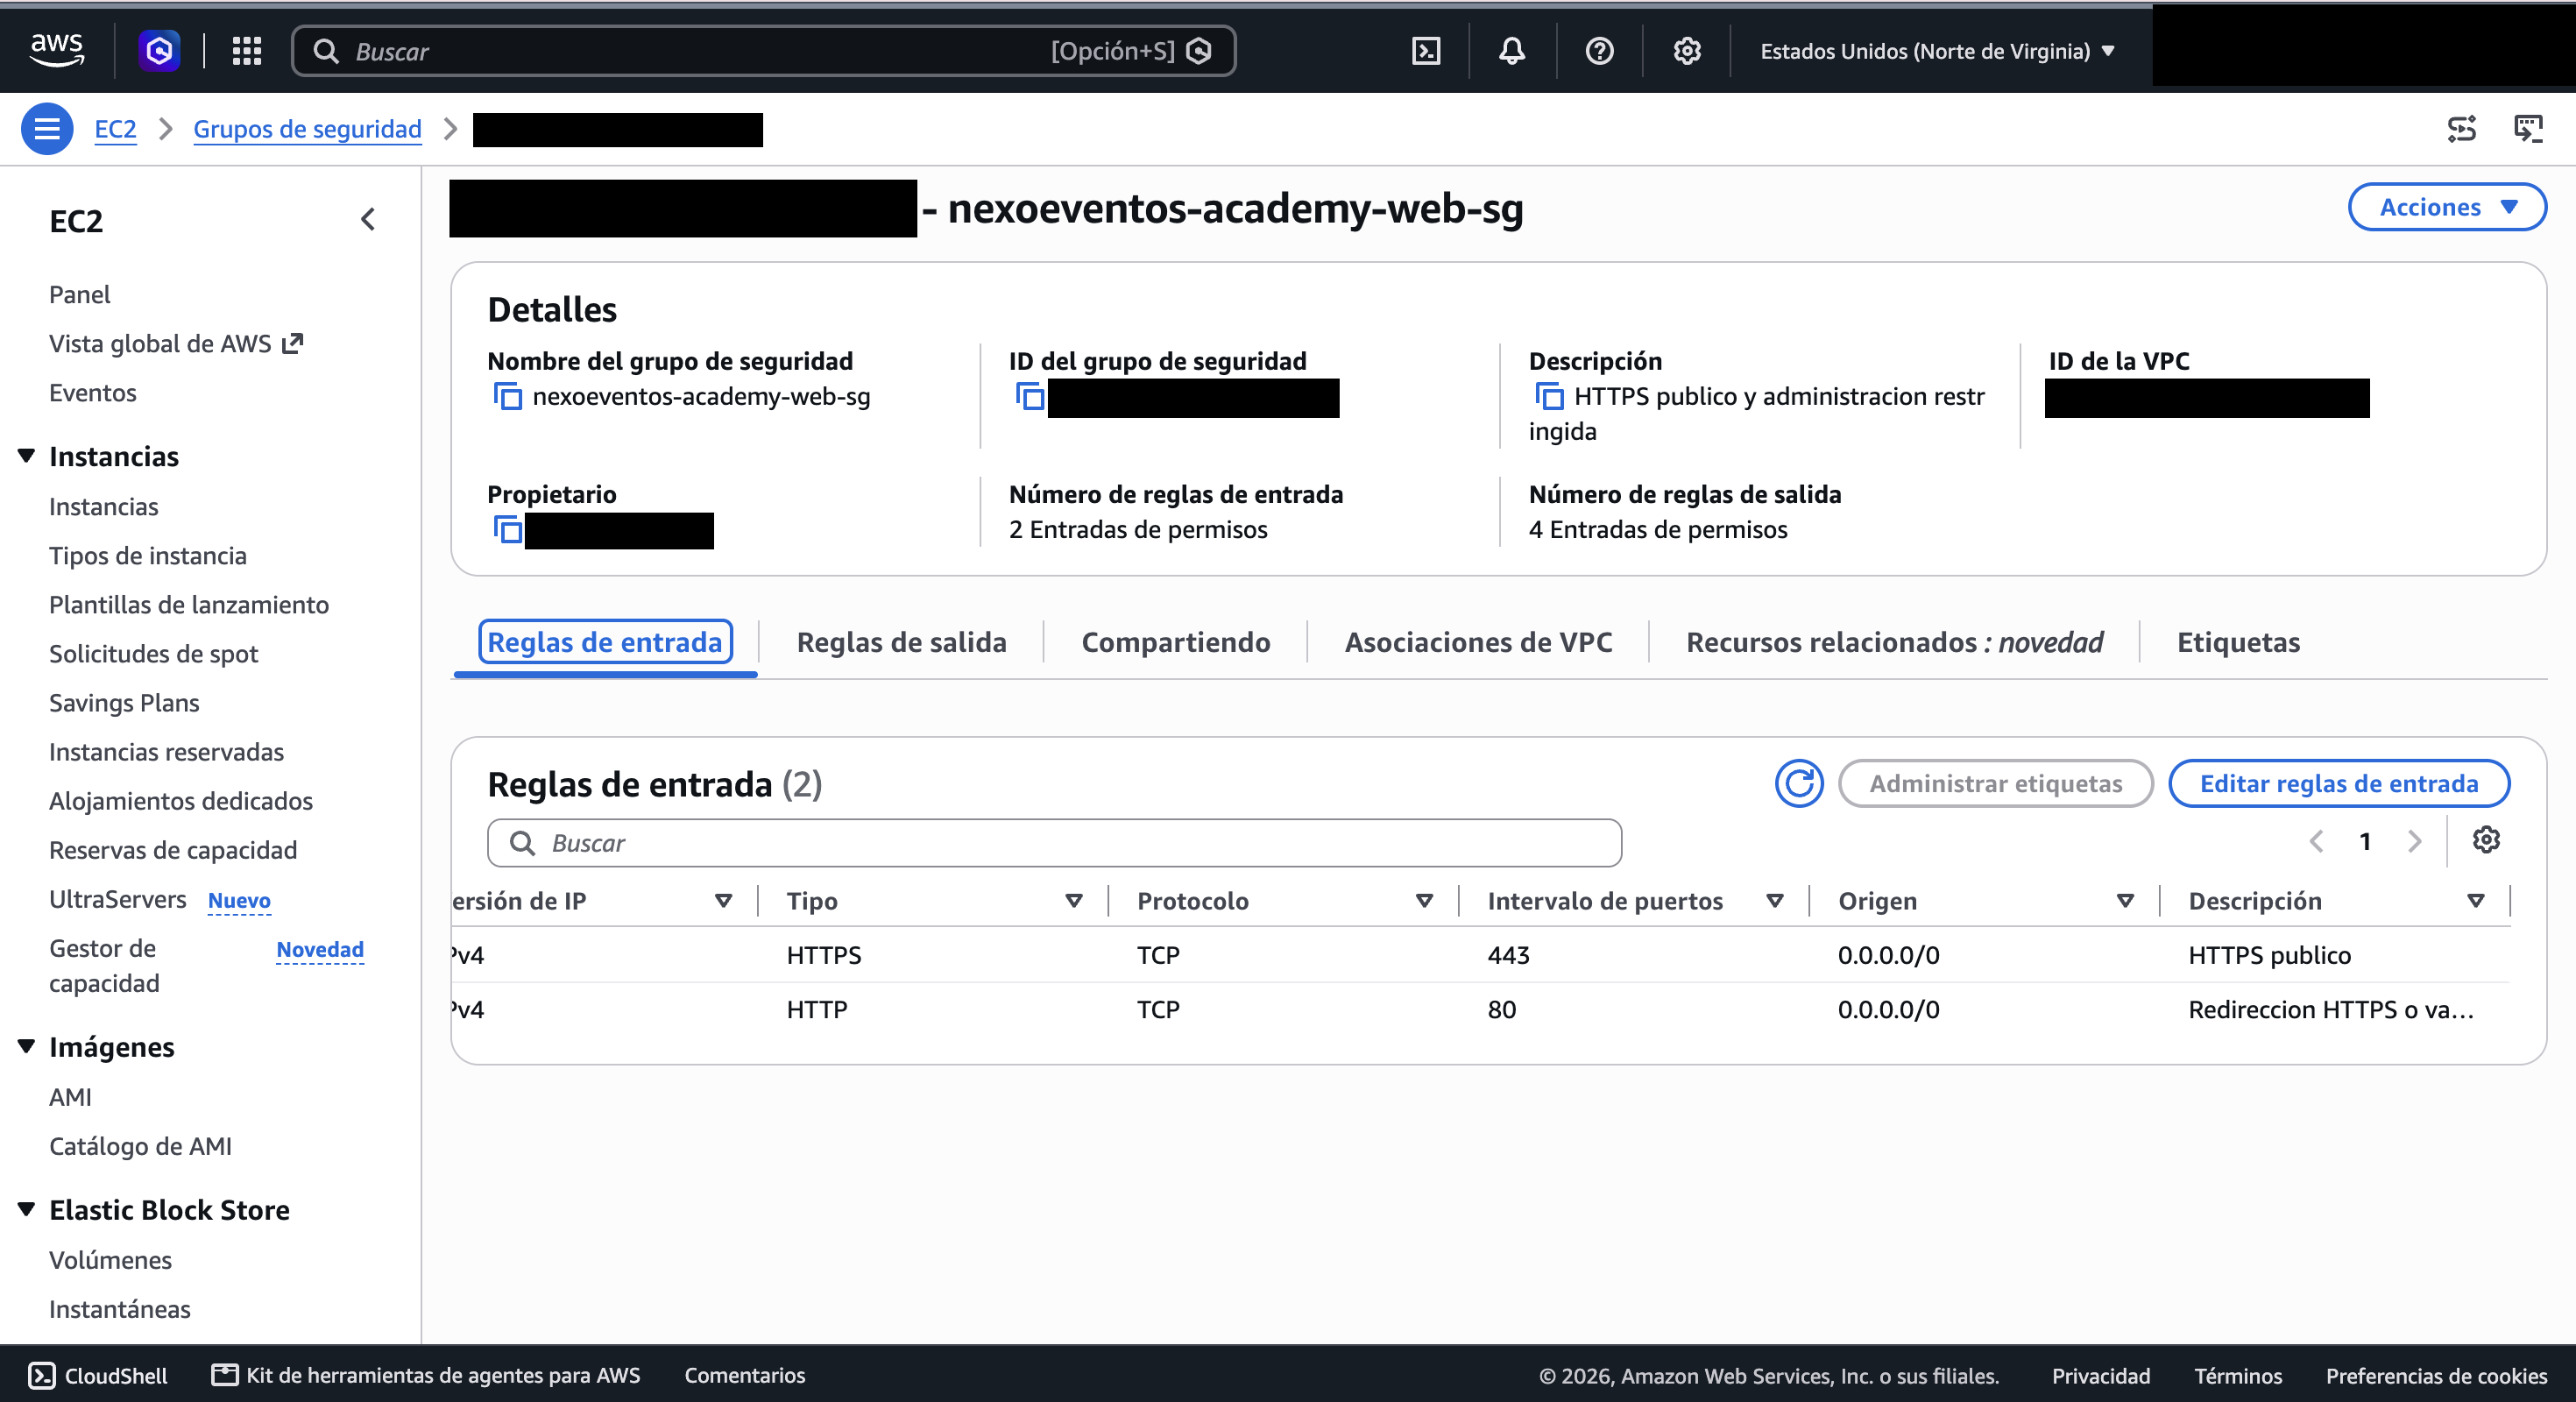 aws
Buscar
[Opción+S]
Estados Unidos (Norte de Virginia)
EC2
Grupos de seguridad
- nexoeventos-academy-web-sg
Acciones
EC2
Panel
Vista global de AWS
Eventos
Instancias
Instancias
Tipos de instancia
Plantillas de lanzamiento
Solicitudes de spot
Savings Plans
Instancias reservadas
Alojamientos dedicados
Reservas de capacidad
UltraServers Nuevo
Gestor de Novedad
capacidad
Imágenes
AMI
Catálogo de AMI
Elastic Block Store
Volúmenes
Instantáneas
Detalles
Nombre del grupo de seguridad
nexoeventos-academy-web-sg
ID del grupo de seguridad
Descripción
HTTPS publico y administracion restr
ingida
ID de la VPC
Propietario
Número de reglas de entrada
2 Entradas de permisos
Número de reglas de salida
4 Entradas de permisos
Reglas de entrada
Reglas de salida
Compartiendo
Asociaciones de VPC
Recursos relacionados : novedad
Etiquetas
Reglas de entrada (2)
Administrar etiquetas
Editar reglas de entrada
Buscar
1
ersión de IP Tipo Protocolo Intervalo de puertos Origen Descripción
Pv4 HTTPS TCP 443 0.0.0.0/0 HTTPS publico
Pv4 HTTP TCP 80 0.0.0.0/0 Redireccion HTTPS o va...
CloudShell
Kit de herramientas de agentes para AWS
Comentarios
© 2026, Amazon Web Services, Inc. o sus filiales.
Privacidad
Términos
Preferencias de cookies